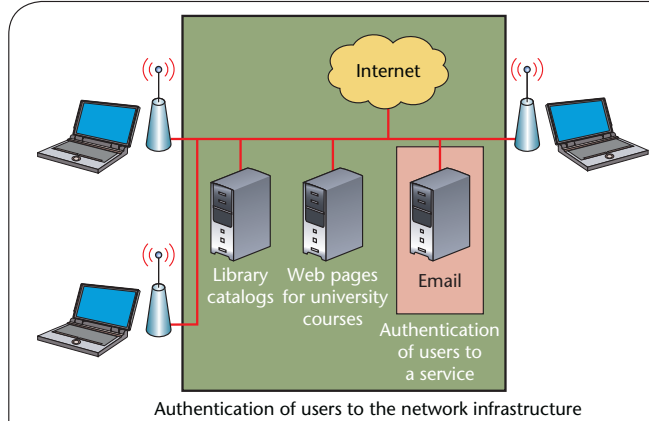 Internet
Library
catalogs
Web pages
for university
courses
Email
Authentication
of users to
a service
Authentication of users to the network infrastructure